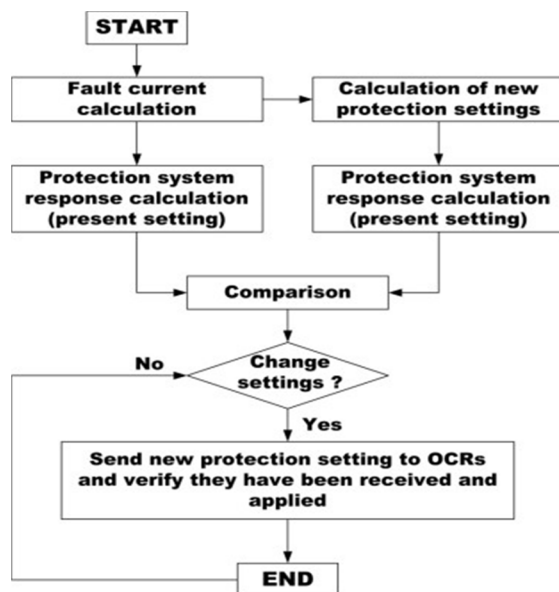 START
Fault current
calculation
Calculation of new
protection settings
Protection system
response calculation
(present setting)
Protection system
response calculation
(present setting)
Comparison
No
Change
settings ?
Yes
Send new protection setting to OCRs
and verify they have been received and
applied
END